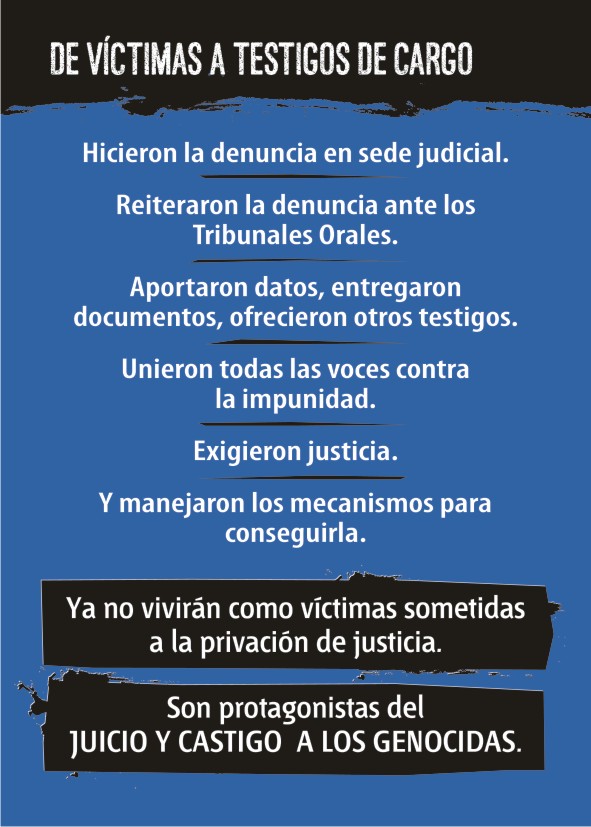 DE VÍCTIMAS A TESTIGOS DE CARGO
Hicieron la denuncia en sede judicial.
Reiteraron la denuncia ante los
Tribunales Orales.
Aportaron datos, entregaron
documentos, ofrecieron otros testigos.
Unieron todas las voces contra
la impunidad.
Exigieron justicia.
Y manejaron los mecanismos para
conseguirla.
Ya no vivirán como víctimas sometidas
a la privación de justicia.
Son protagonistas del
JUICIO Y CASTIGO A LOS GENOCIDAS.